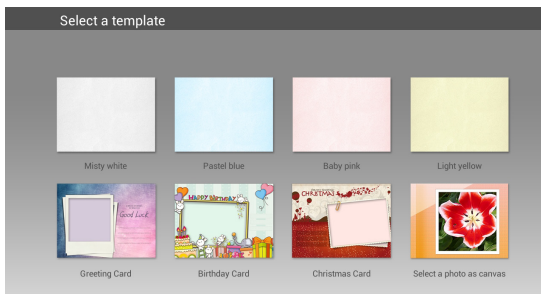 Select a template
Misty white
Pastel blue
Baby pink
Light yellow
Good Luck
HAPPY BIRTHDAY
CHRISTMAS
Greeting Card
Birthday Card
Christmas Card
Select a photo as canvas